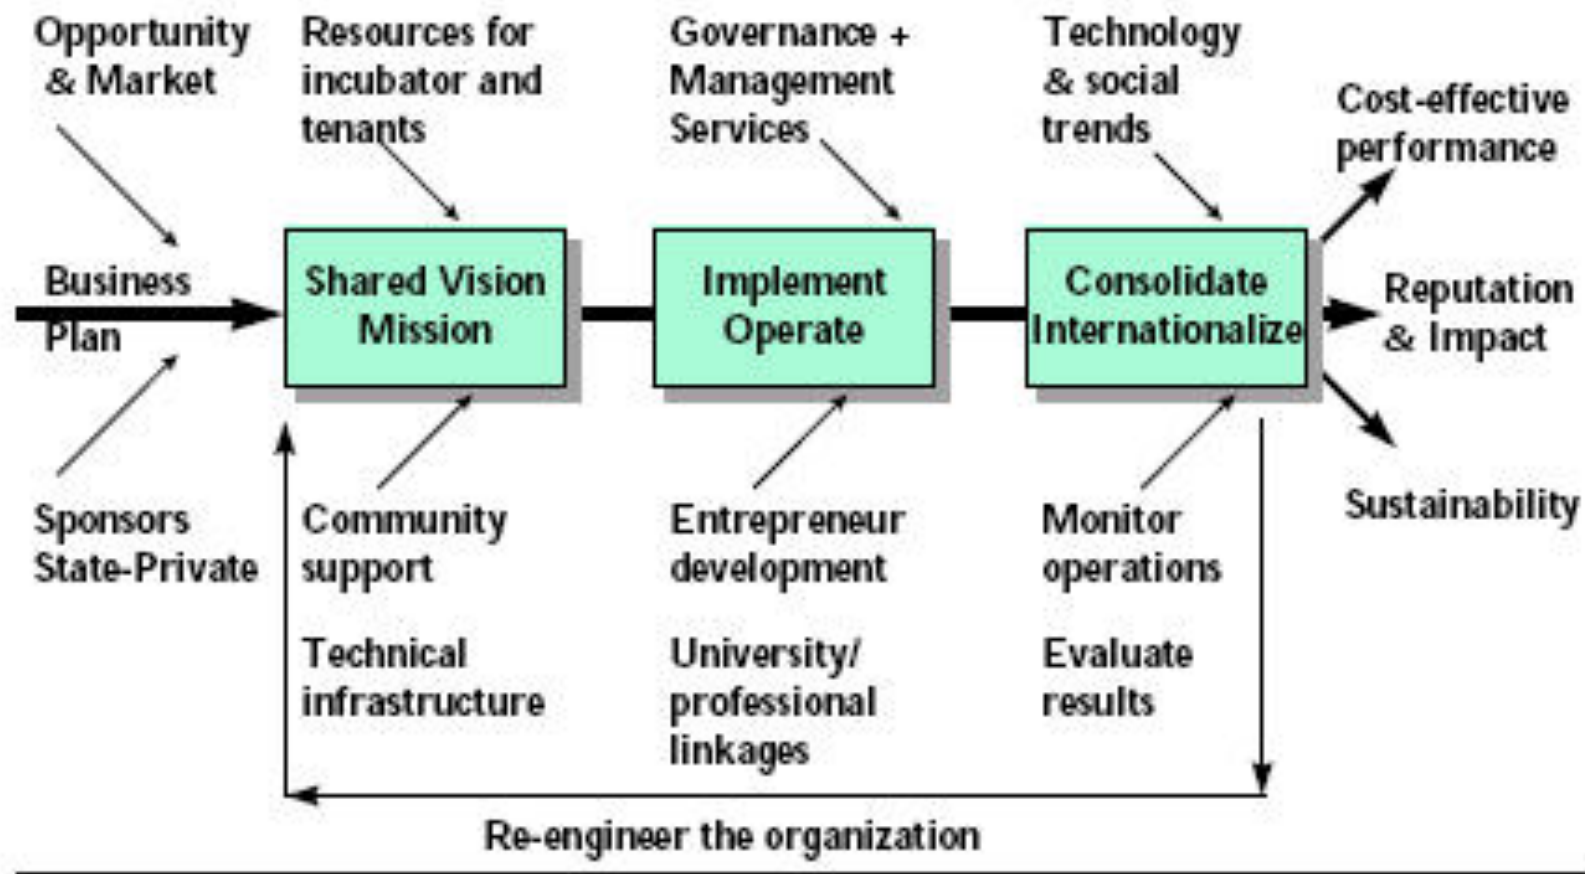 Opportunity
& Market
Resources for
incubator and
tenants
Governance +
Management
Services
Technology
& social
trends
Cost-effective
performance
Business
Plan
Shared Vision
Mission
Implement
Operate
Consolidate
Internationalize
Reputation
& Impact
Sponsors
State-Private
Community
support
Technical
infrastructure
Entrepreneur
development
University/
professional
linkages
Monitor
operations
Evaluate
results
Sustainability
Re-engineer the organization